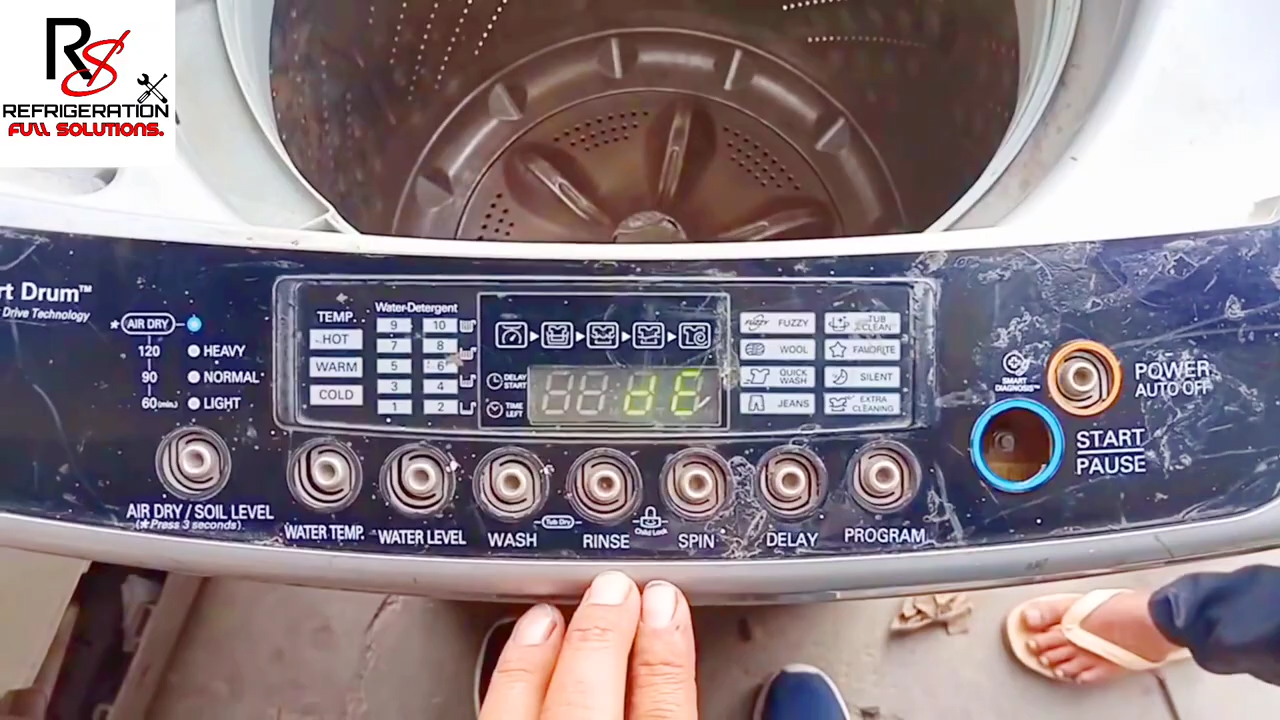 RS
REFRIGERATION
FULL SOLUTIONS.
rt Drum™
Drive Technology
*AIR DRY
120
90
60(min.)
HEAVY
NORMAL
LIGHT
AIR DRY / SOIL LEVEL
(*Press 3 seconds)
TEMP.
HOT
WARM
COLD
Water-Detergent
9 10
7 8
5 6
3 4
1 2
DELAY START
TIME LEFT
dE
FUZZY FUZZY
WOOL
QUICK WASH
JEANS
TUB CLEAN
FAVORITE
SILENT
EXTRA CLEANING
WATER TEMP.
WATER LEVEL
WASH
Tub Dry
RINSE
Child Lock
SPIN
DELAY
PROGRAM
SMART DIAGNOSIS™
POWER
AUTO OFF
START
PAUSE